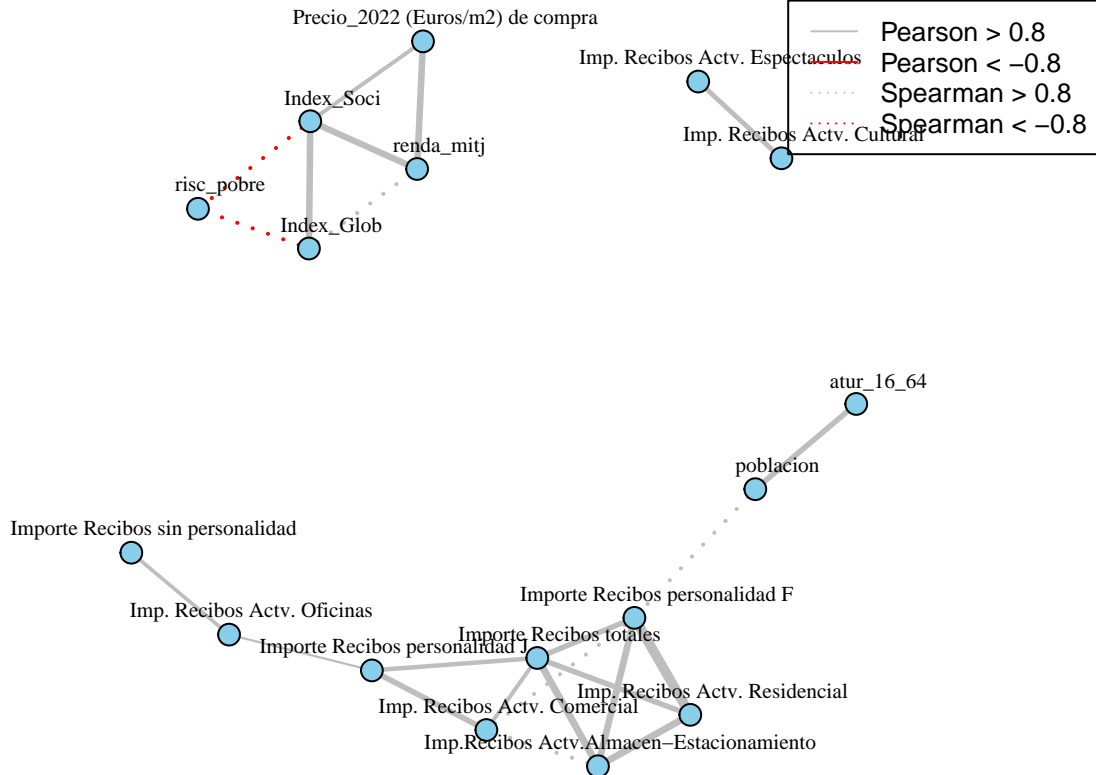 Precio_2022 (Euros/m2) de compra
Pearson > 0.8
Imp. Recibos Actv. Espectaculos
Pearson < −0.8
Index_Soci
Spearman > 0.8
Spearman < −0.8
Imp. Recibos Actv. Cultural
renda_mitj
risc_pobre
Index_Glob
atur_16_64
poblacion
Importe Recibos sin personalidad
Importe Recibos personalidad F
Imp. Recibos Actv. Oficinas
Importe Recibos totales
Importe Recibos personalidad J
Imp. Recibos Actv. Residencial
Imp. Recibos Actv. Comercial
Imp.Recibos Actv.Almacen−Estacionamiento